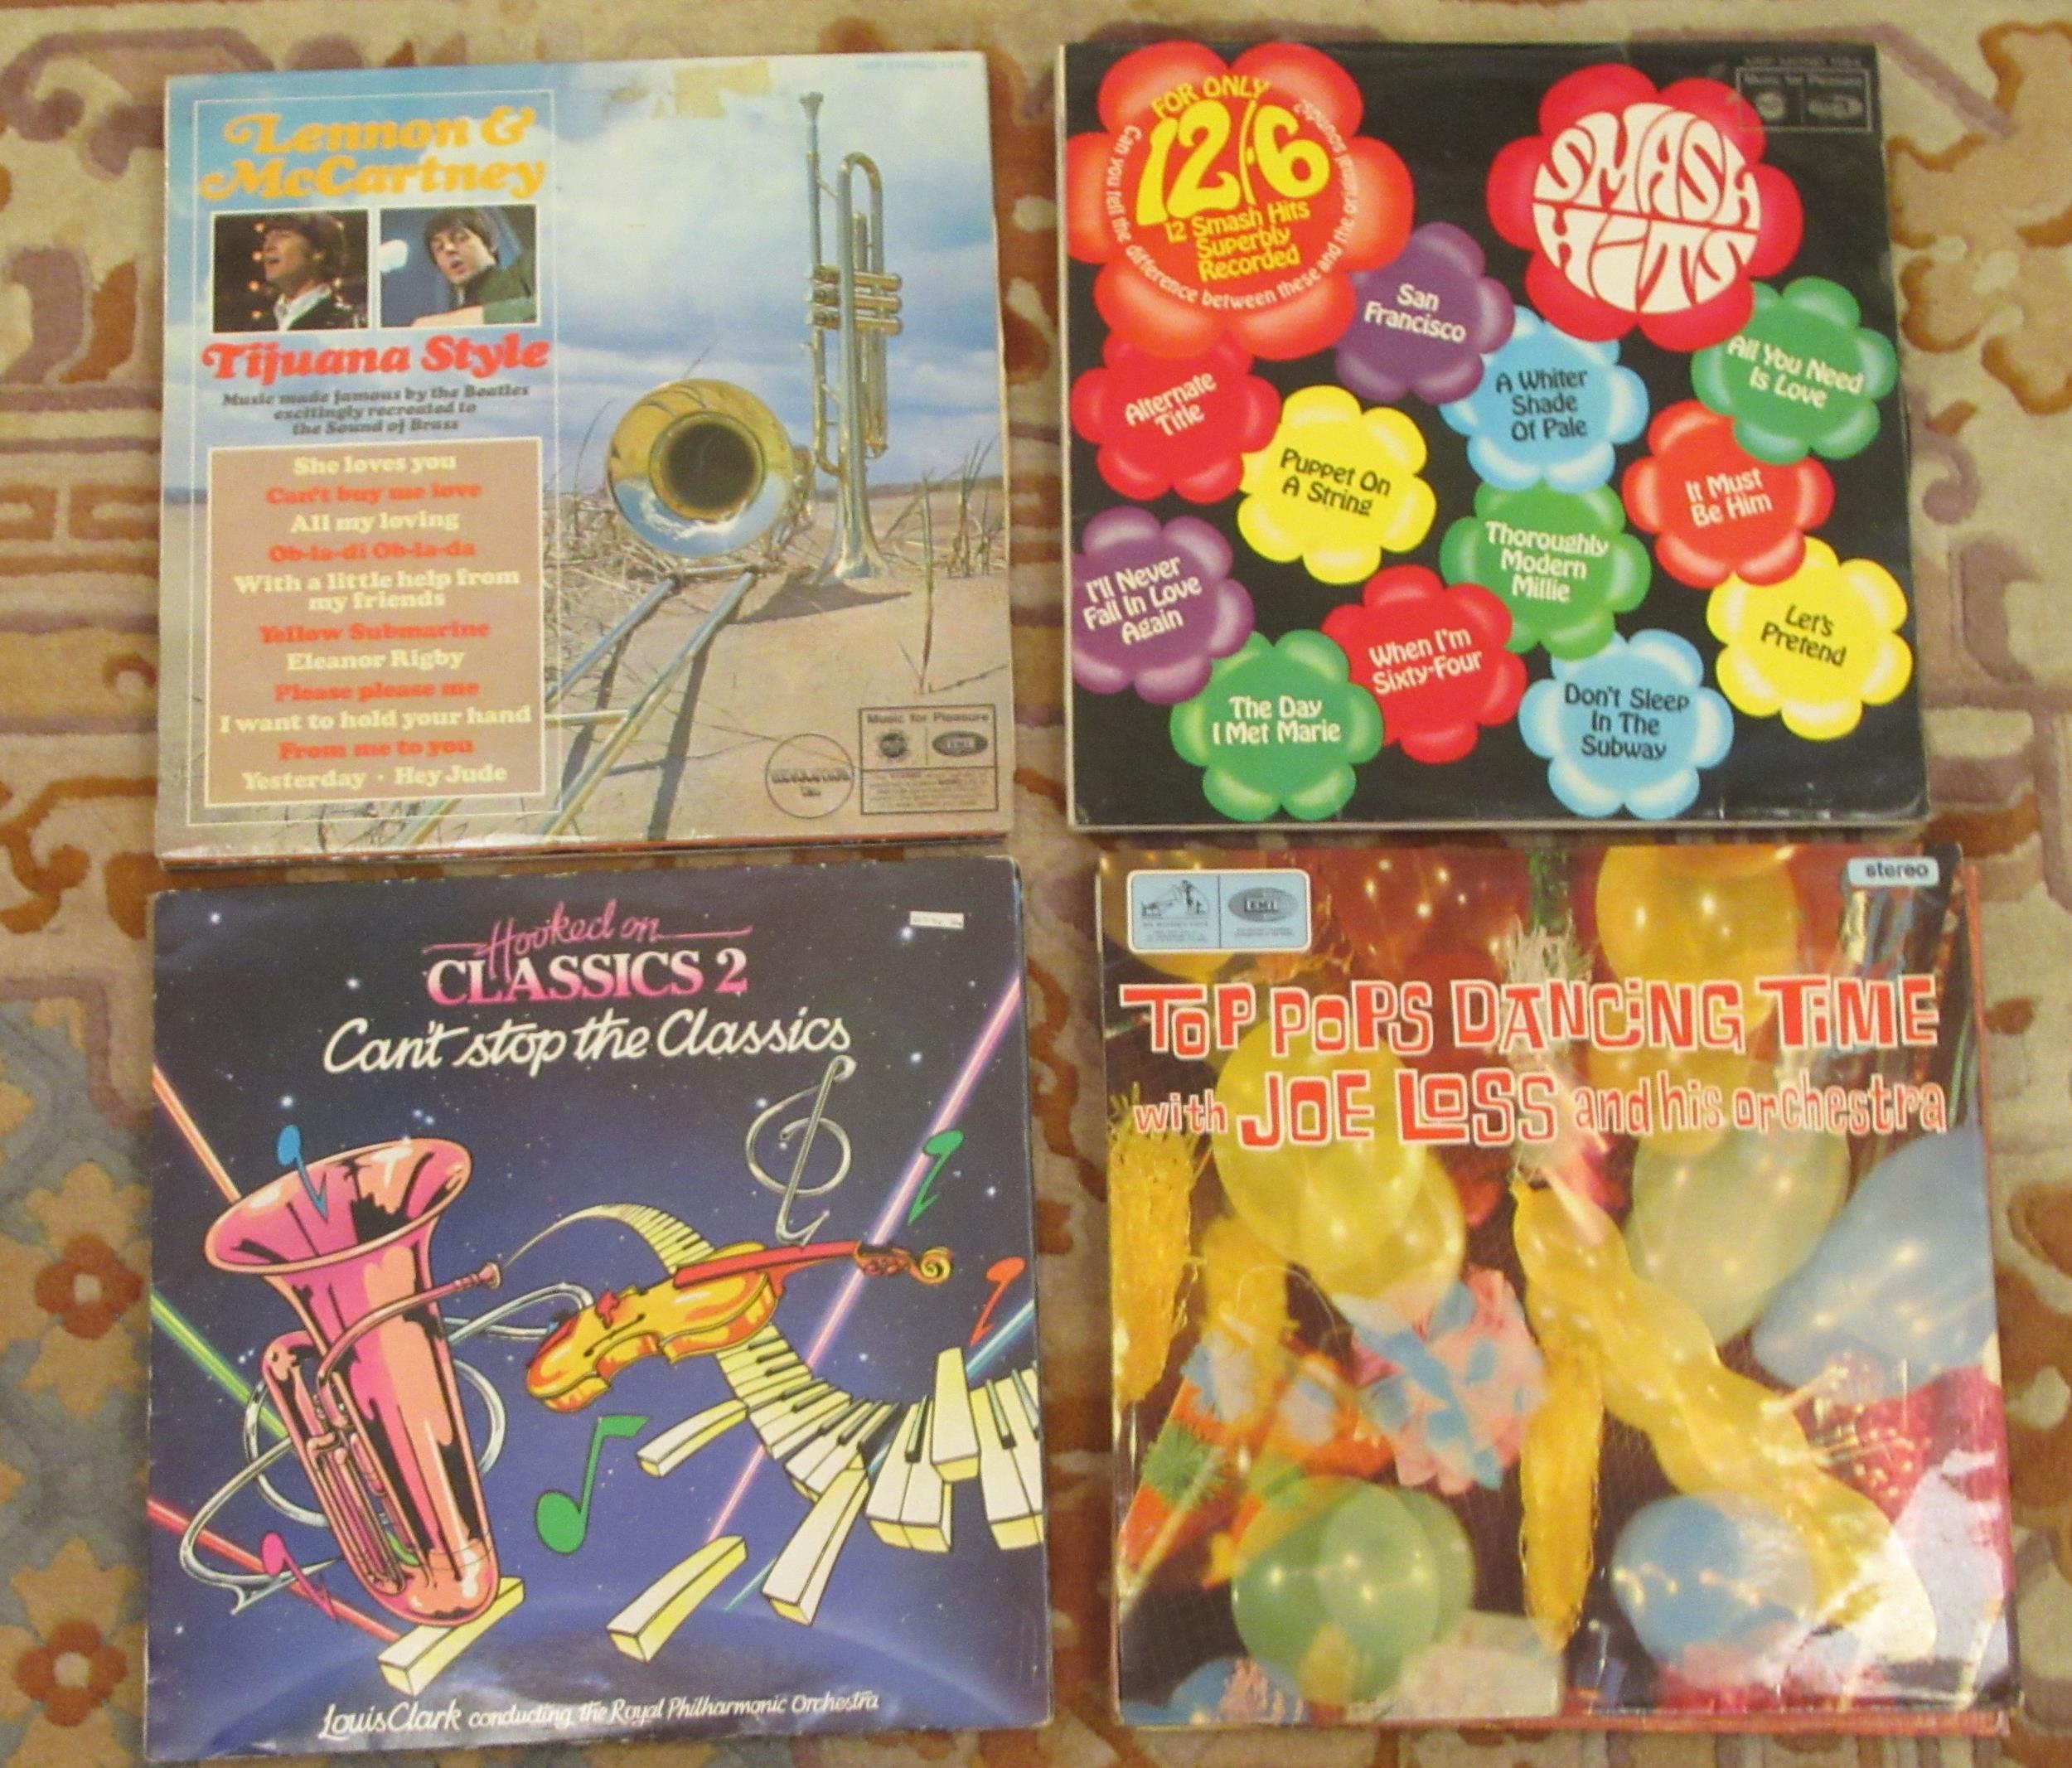 Lennon &
McCartney
Tijuana Style
Music made famous by the Beatles
excitingly recreated to
the Sound of Brass
She loves you
Can't buy me love
All my loving
Ob-la-di Ob-la-da
With a little help from
my friends
Yellow Submarine
Eleanor Rigby
Please please me
I want to hold your hand
From me to you
Yesterday · Hey Jude
Music for Pleasure
EMI
FOR ONLY
12/6
12 Smash Hits
Superbly
Recorded
Can you tell the difference between these and the original sounds?
SMASH
HITS
Music for Pleasure
San
Francisco
All You Need
Is Love
Alternate
Title
A Whiter
Shade
Of Pale
Puppet On
A String
It Must
Be Him
Thoroughly
Modern
Millie
I'll Never
Fall In Love
Again
Let's
Pretend
When I'm
Sixty-Four
The Day
I Met Marie
Don't Sleep
In The
Subway
Hooked on
CLASSICS 2
Can't stop the Classics
Louis Clark conducting the Royal Philharmonic Orchestra
EMI
stereo
TOP POPS DANCING TIME
with JOE LOSS and his orchestra